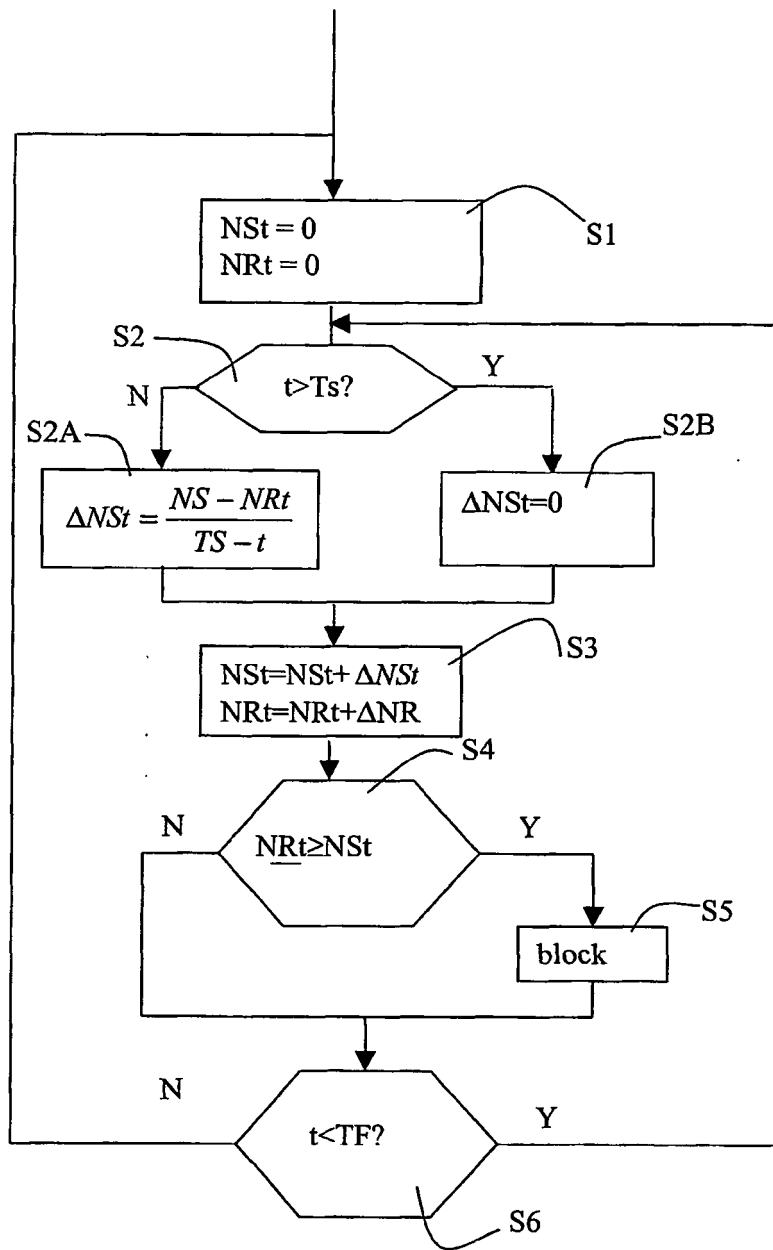 NSt = 0
NRt = 0
S1
S2
t>Ts?
N
Y
S2A
S2B
ΔNSt = NS − NRt / TS − t
ΔNSt=0
S3
NSt=NSt+ ΔNSt
NRt=NRt+ΔNR
S4
N
Y
NRt≥NSt
S5
block
N
Y
t<TF?
S6